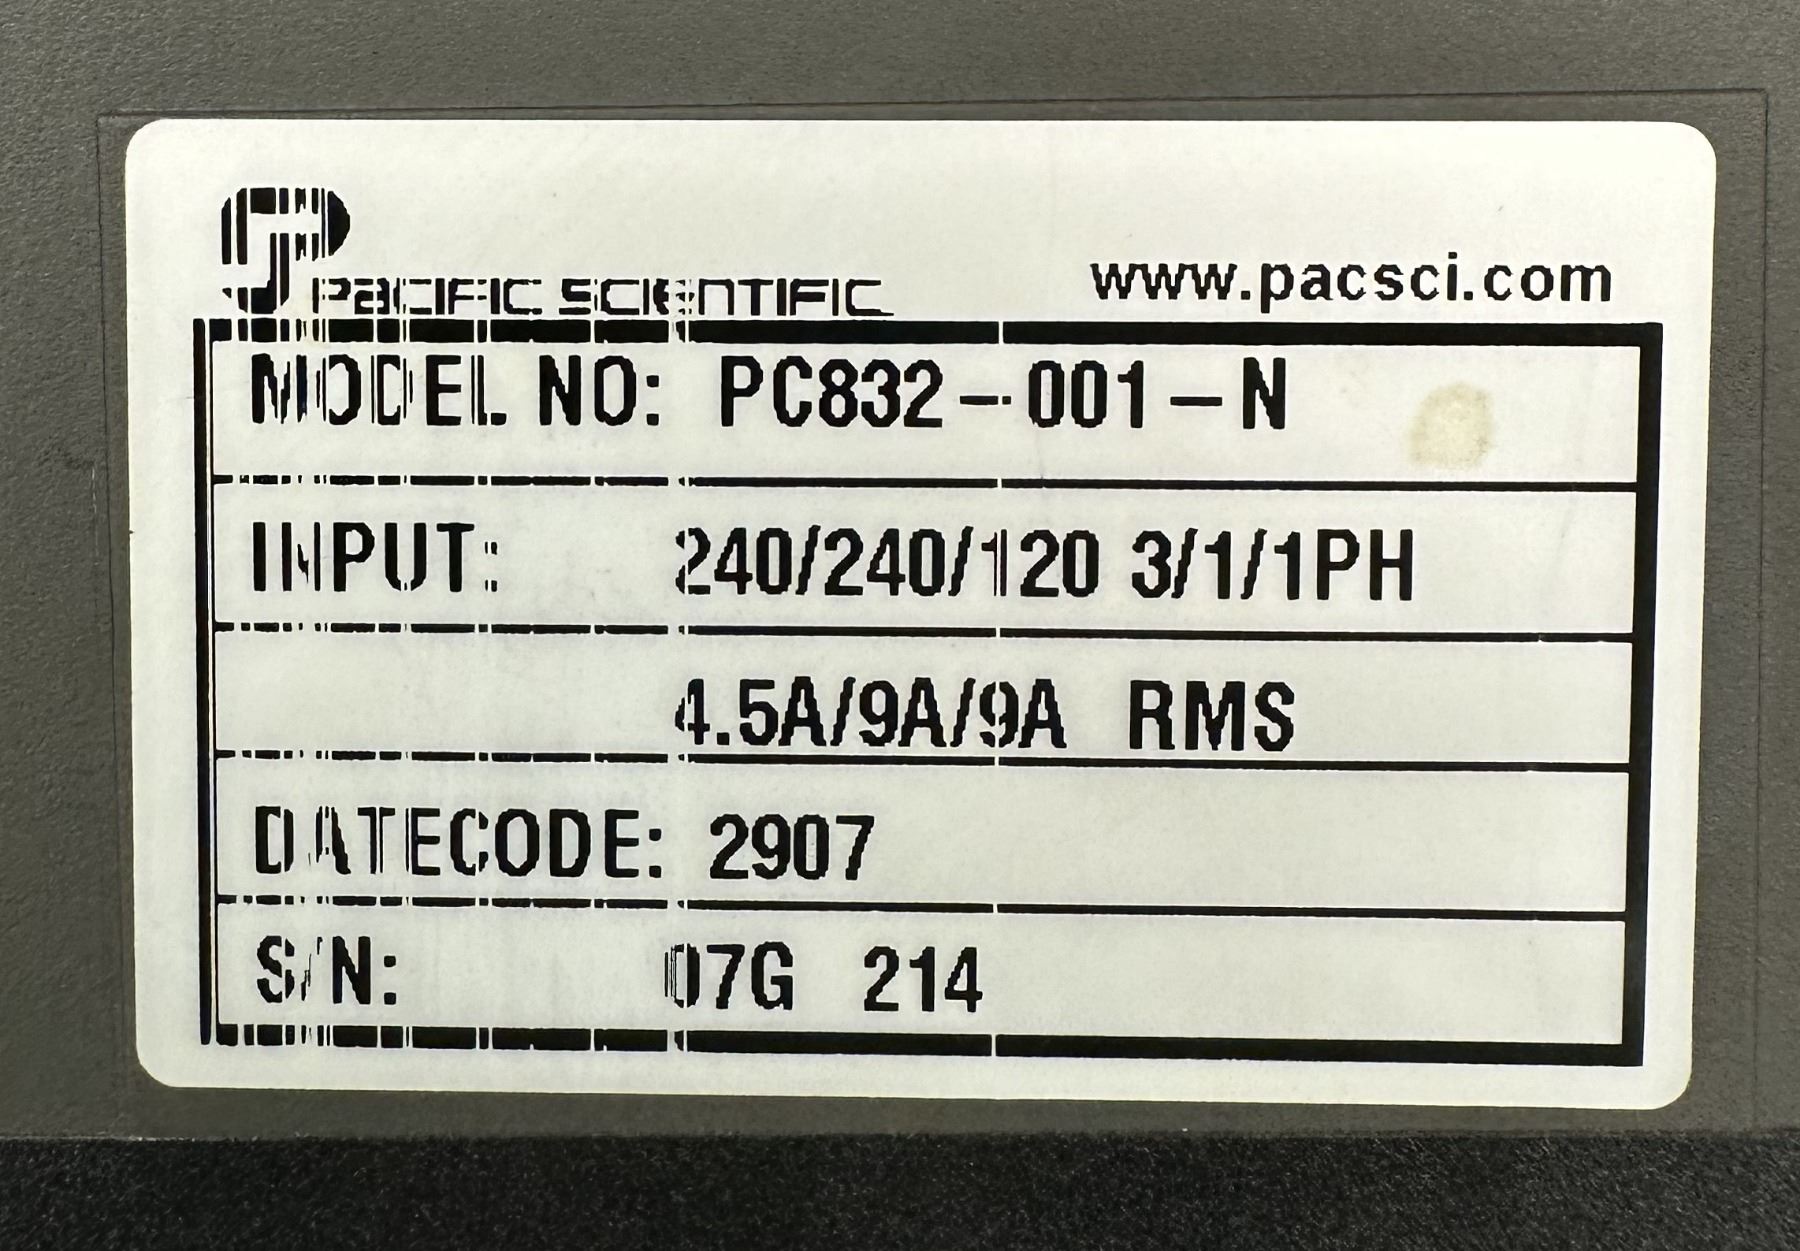 PACIFIC SCIENTIFIC www.pacsci.com
MODEL NO: PC832-001-N
INPUT: 240/240/120 3/1/1PH
4.5A/9A/9A RMS
DATECODE: 2907
S/N: 07G 214